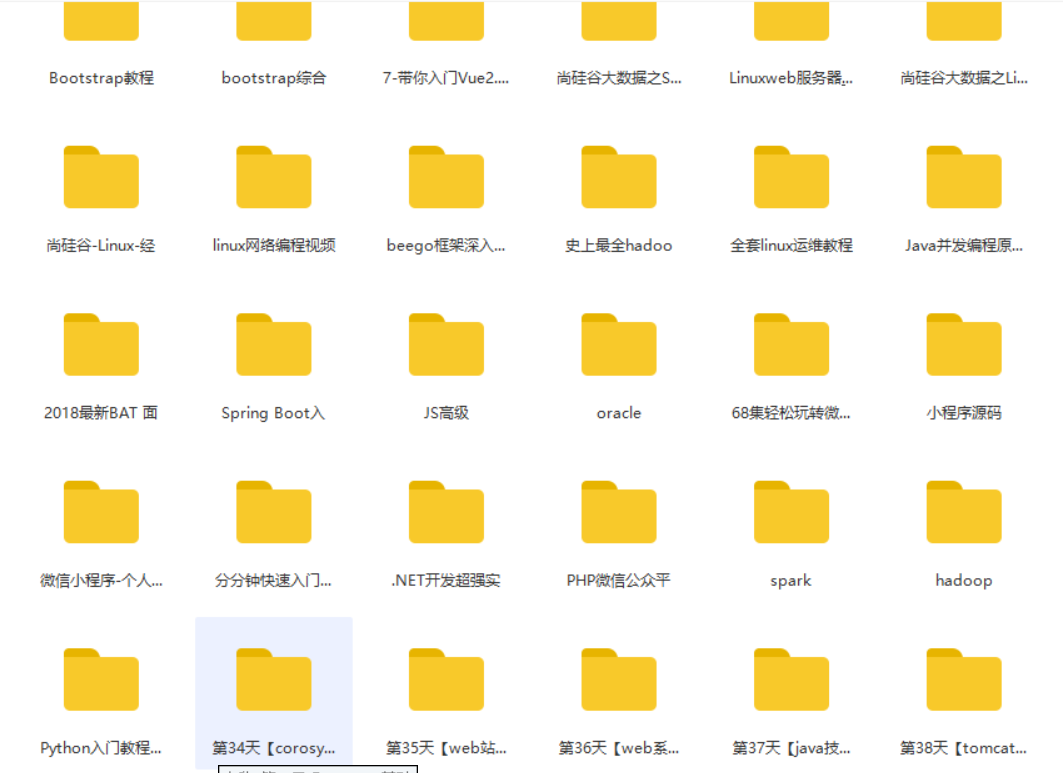 Bootstrap教程
bootstrap综合
7-带你入门Vue2....
尚硅谷大数据之S...
Linuxweb服务器,...
尚硅谷大数据之Li...
尚硅谷-Linux-经
linux网络编程视频
beego框架深入...
史上最全hadoo
全套linux运维教程
Java并发编程原...
2018最新BAT 面
Spring Boot入
JS高级
oracle
68集轻松玩转微...
小程序源码
微信小程序-个人...
分分钟快速入门...
.NET开发超强实
PHP微信公众平
spark
hadoop
Python入门教程...
第34天【corosy...
第35天【web站...
第36天【web系...
第37天【java技...
第38天【tomcat...